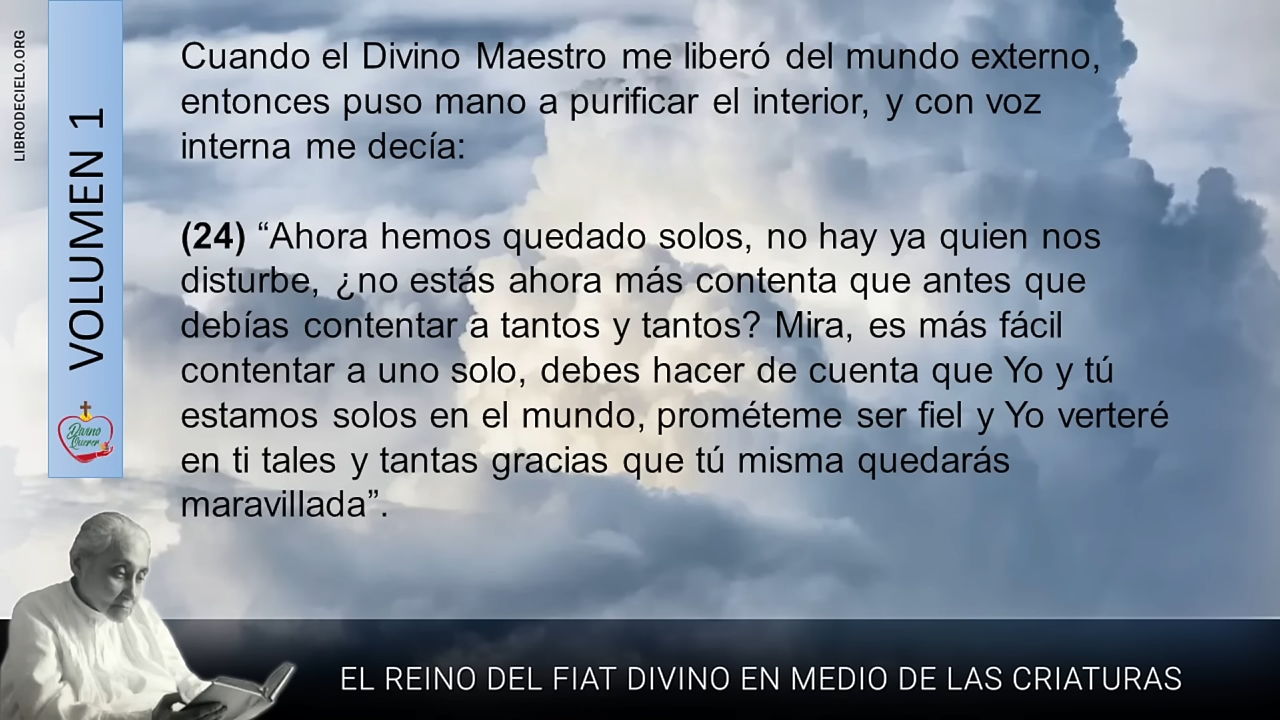 LIBRODECIELO.ORG
VOLUMEN 1
Divino
Querer
Cuando el Divino Maestro me liberó del mundo externo,
entonces puso mano a purificar el interior, y con voz
interna me decía:
(24) “Ahora hemos quedado solos, no hay ya quien nos
disturbe, ¿no estás ahora más contenta que antes que
debías contentar a tantos y tantos? Mira, es más fácil
contentar a uno solo, debes hacer de cuenta que Yo y tú
estamos solos en el mundo, prométeme ser fiel y Yo verteré
en ti tales y tantas gracias que tú misma quedarás
maravillada”.
EL REINO DEL FIAT DIVINO EN MEDIO DE LAS CRIATURAS